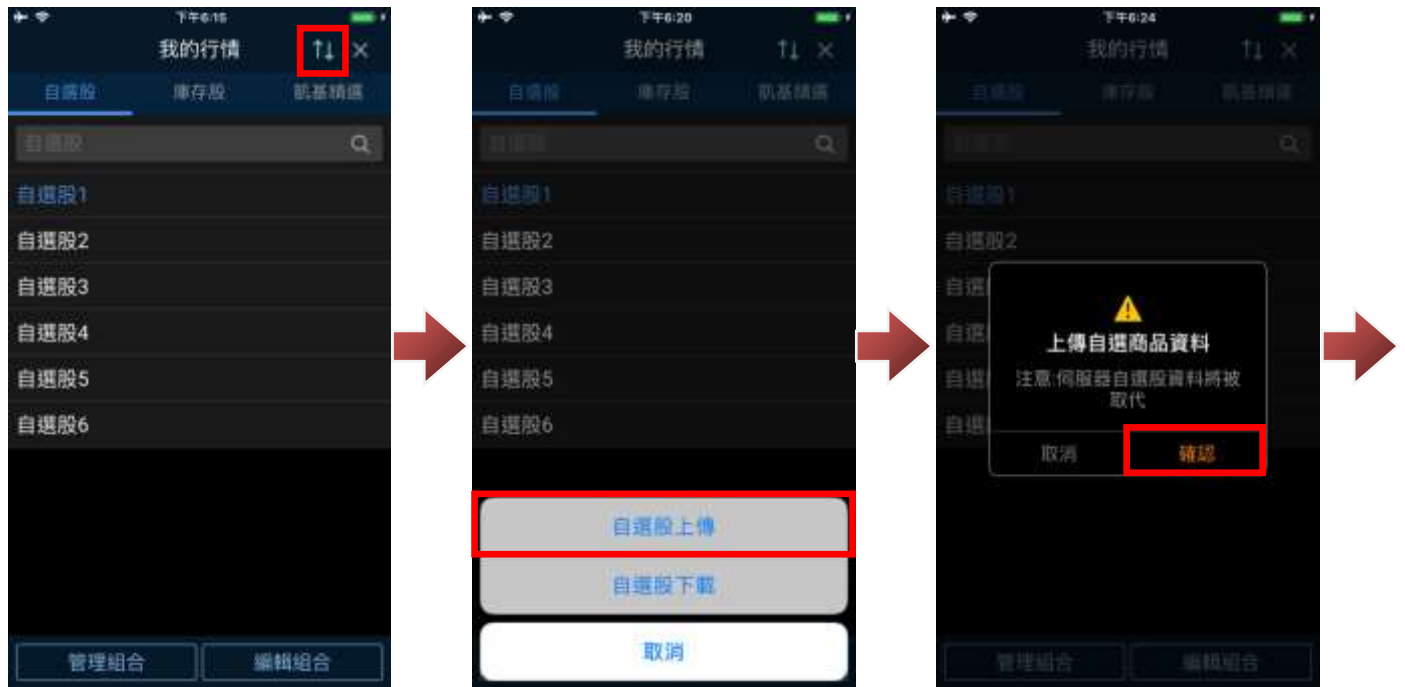 下午6:15
我的行情
自選股 庫存股 凱基精選
自選股
自選股1
自選股2
自選股3
自選股4
自選股5
自選股6
管理組合 編輯組合
下午6:20
我的行情
自選股 庫存股 凱基精選
自選股
自選股1
自選股2
自選股3
自選股4
自選股5
自選股6
自選股上傳
自選股下載
取消
下午6:24
我的行情
自選股 庫存股 凱基精選
自選股1
自選股2
自選
自選
自選
自選
上傳自選商品資料
注意:伺服器自選股資料將被
取代
取消 確認
管理組合 編輯組合